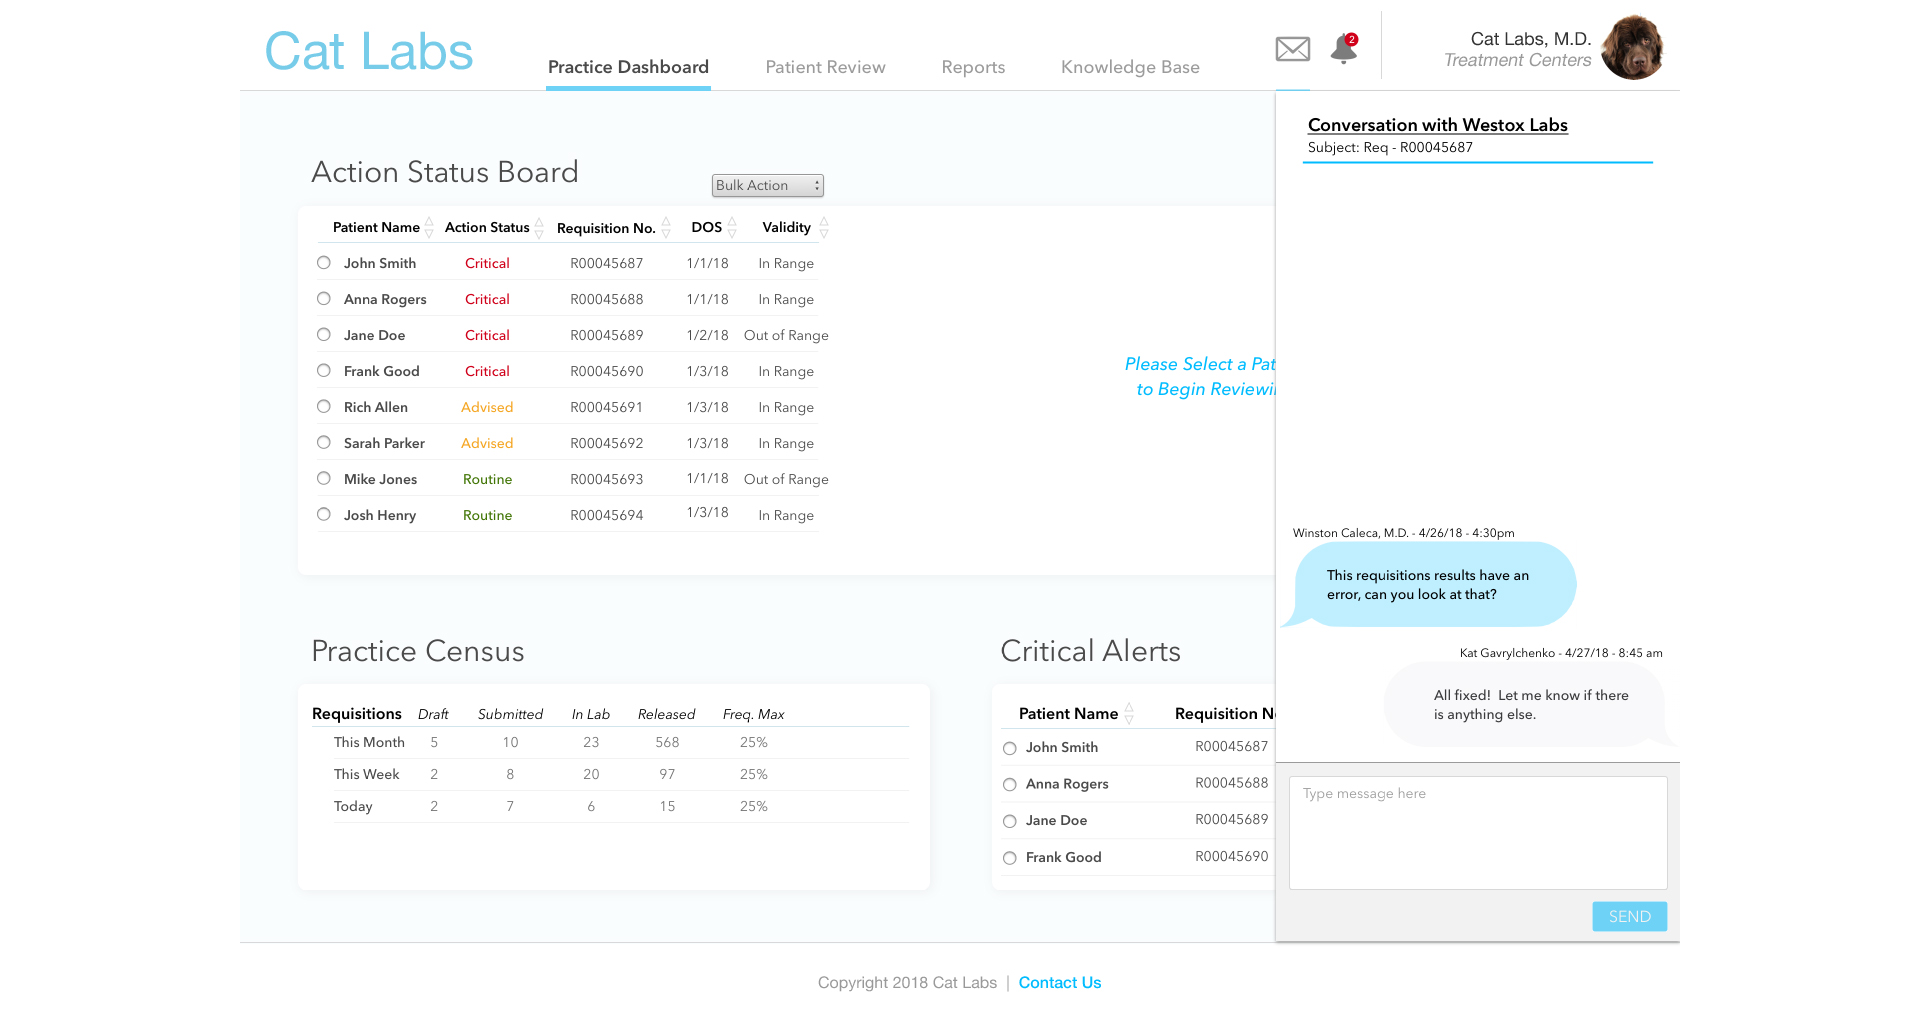 Cat Labs
Practice Dashboard
Patient Review
Reports
Knowledge Base
2
Cat Labs, M.D.
Treatment Centers
Action Status Board
Bulk Action
Patient Name Action Status Requisition No. DOS Validity
John Smith Critical R00045687 1/1/18 In Range
Anna Rogers Critical R00045688 1/1/18 In Range
Jane Doe Critical R00045689 1/2/18 Out of Range
Frank Good Critical R00045690 1/3/18 In Range
Rich Allen Advised R00045691 1/3/18 In Range
Sarah Parker Advised R00045692 1/3/18 In Range
Mike Jones Routine R00045693 1/1/18 Out of Range
Josh Henry Routine R00045694 1/3/18 In Range
Please Select a Pat
to Begin Reviewi
Practice Census
Requisitions Draft Submitted In Lab Released Freq. Max
This Month 5 10 23 568 25%
This Week 2 8 20 97 25%
Today 2 7 6 15 25%
Critical Alerts
Patient Name Requisition N
John Smith R00045687
Anna Rogers R00045688
Jane Doe R00045689
Frank Good R00045690
Conversation with Westox Labs
Subject: Req - R00045687
Winston Caleca, M.D. - 4/26/18 - 4:30pm
This requisitions results have an
error, can you look at that?
Kat Gavrylchenko - 4/27/18 - 8:45 am
All fixed!  Let me know if there
is anything else.
Type message here
SEND
Copyright 2018 Cat Labs | Contact Us